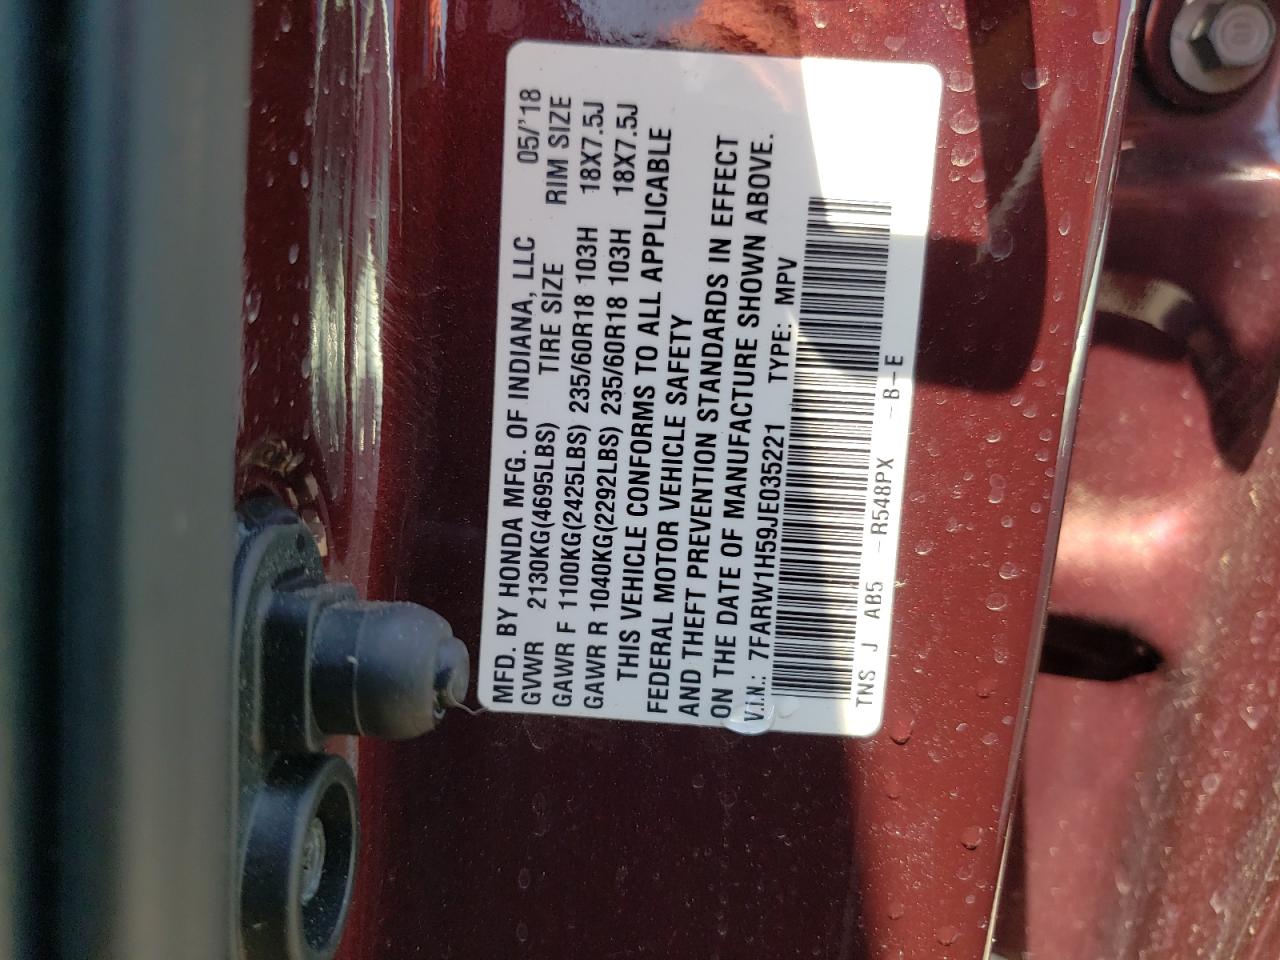 MFD. BY HONDA MFG. OF INDIANA, LLC 05/'18
GVWR 2130KG(4695LBS) TIRE SIZE RIM SIZE
GAWR F 1100KG(2425LBS) 235/60R18 103H 18X7.5J
GAWR R 1040KG(2292LBS) 235/60R18 103H 18X7.5J
THIS VEHICLE CONFORMS TO ALL APPLICABLE
FEDERAL MOTOR VEHICLE SAFETY
AND THEFT PREVENTION STANDARDS IN EFFECT
ON THE DATE OF MANUFACTURE SHOWN ABOVE.
V.I.N.: 7FARW1H59JE035221 TYPE: MPV
TNS J AB5 -R548PX -B--E